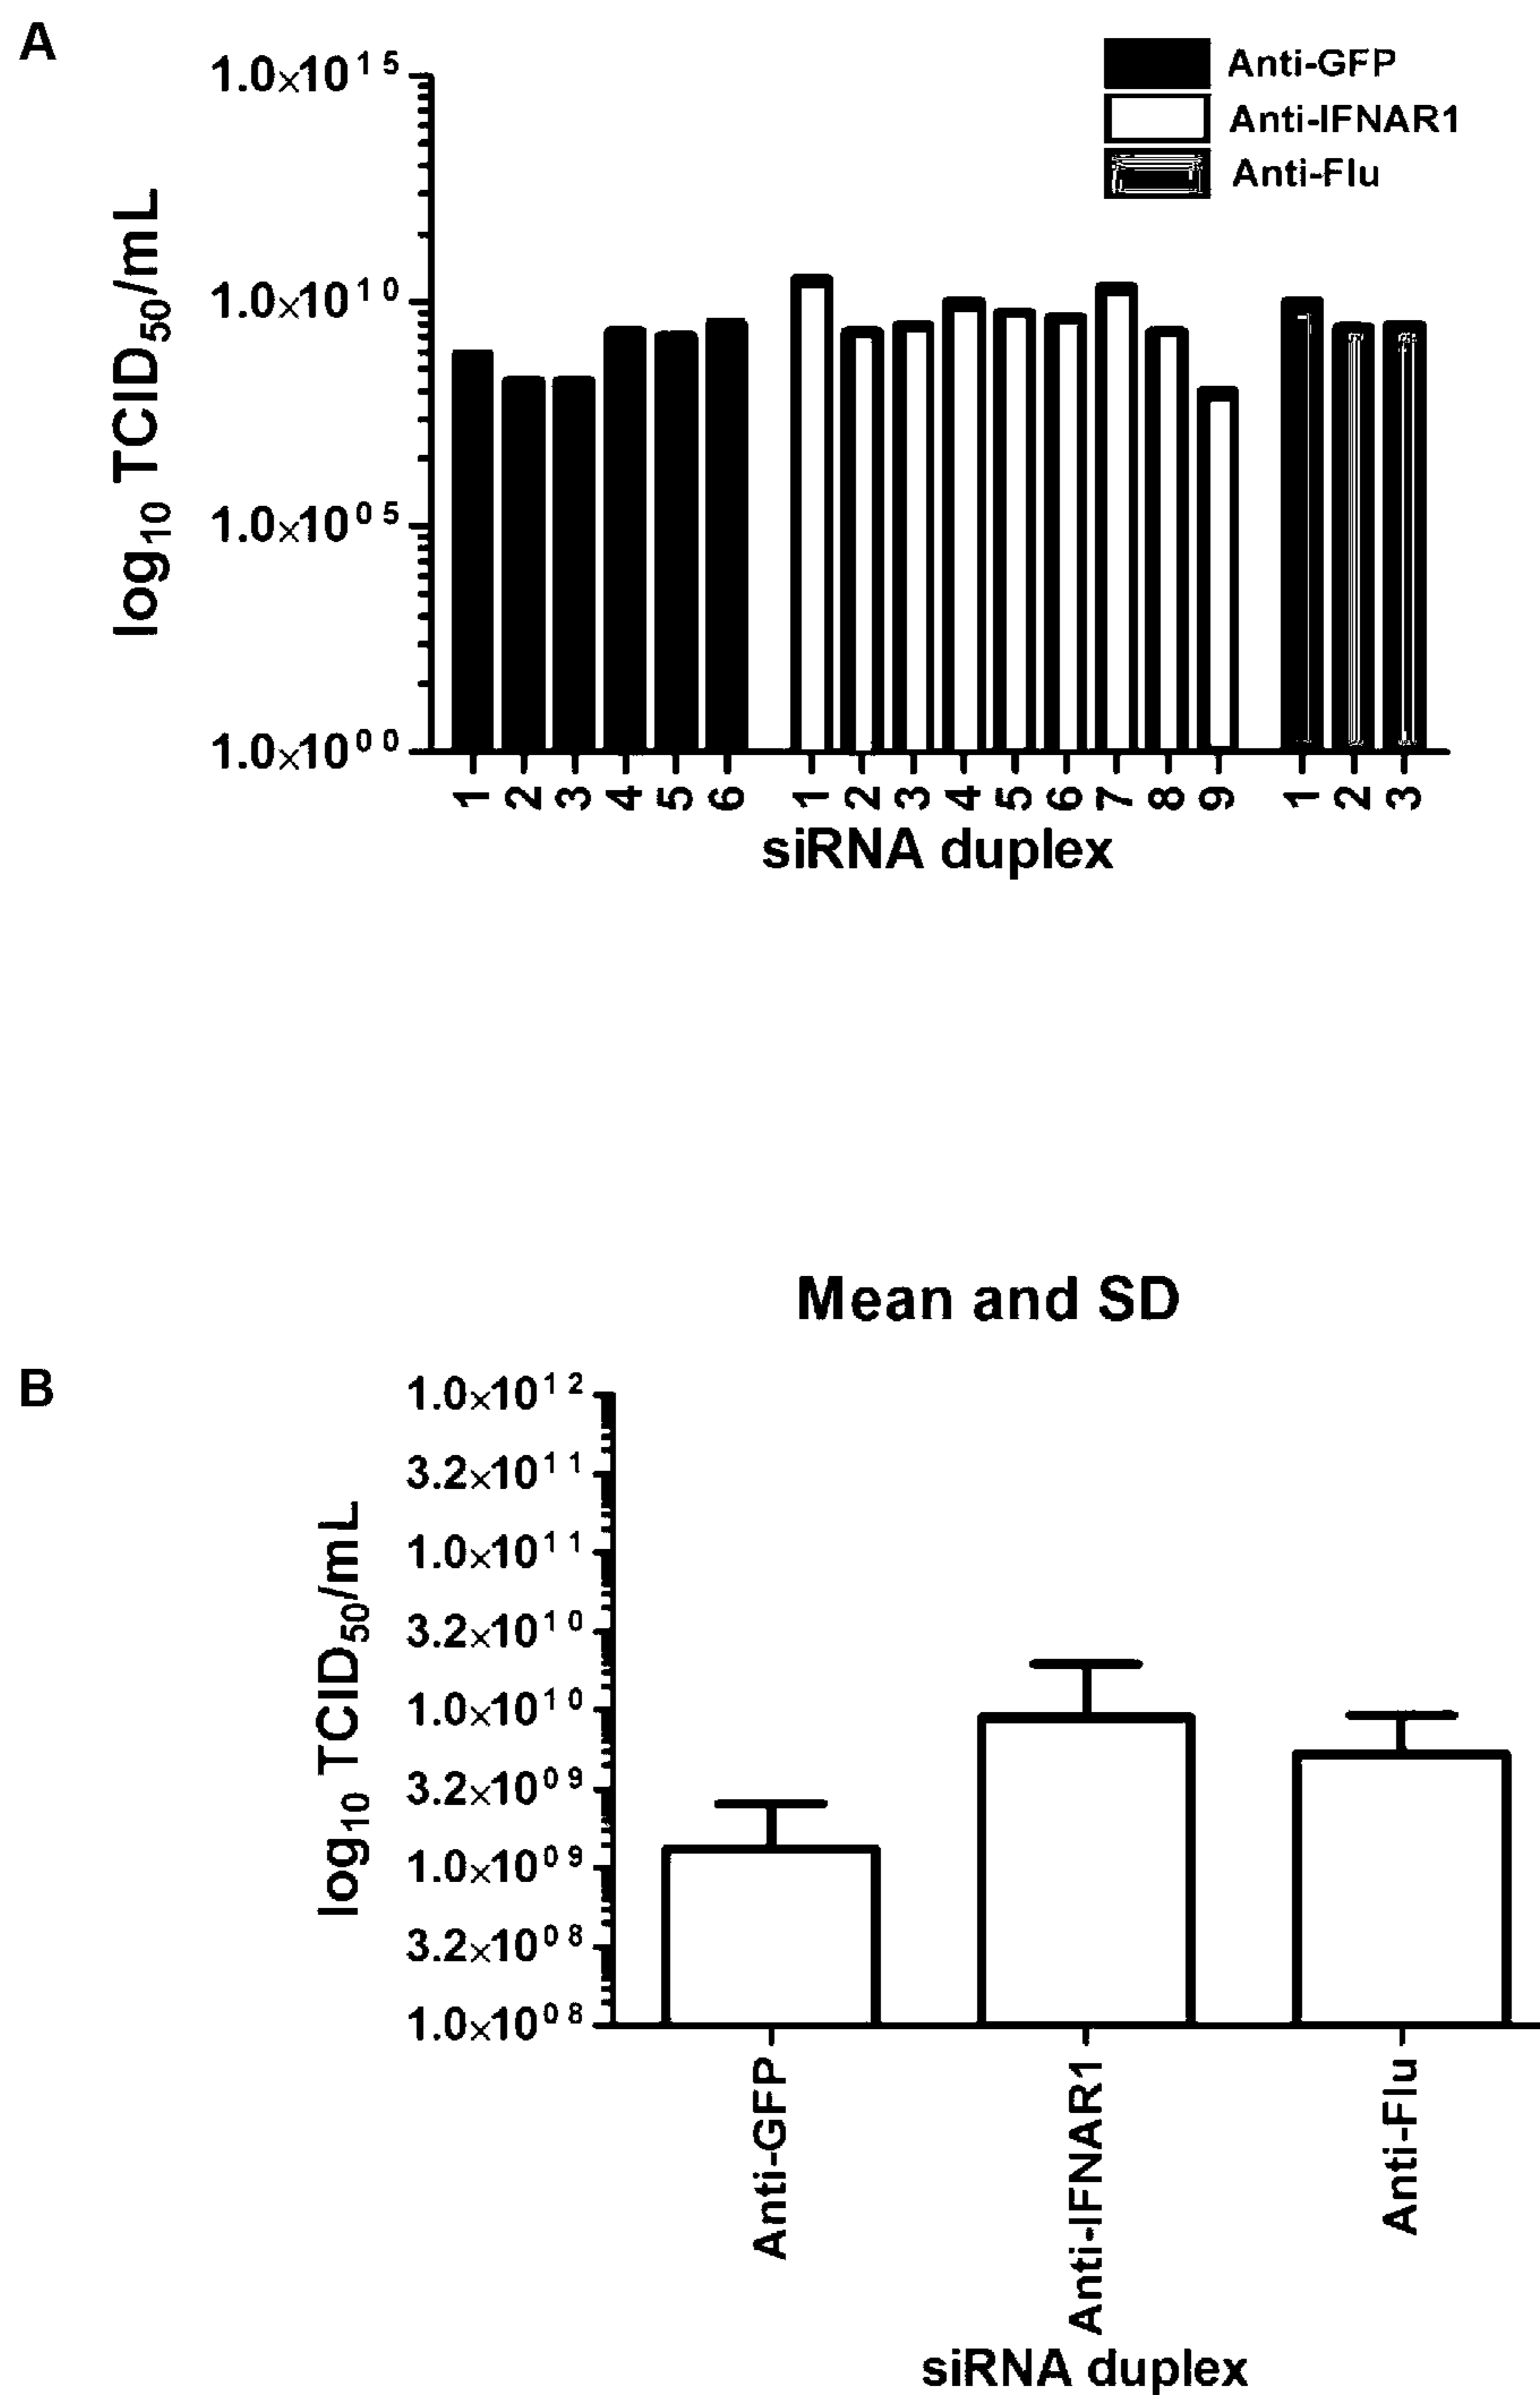 A
1.0×10¹⁵
1.0×10¹⁰
1.0×10⁰⁵
1.0×10⁰⁰
log₁₀ TCID₅₀/mL
Anti-GFP
Anti-IFNAR1
Anti-Flu
1 2 3 4 5 6 1 2 3 4 5 6 7 8 9 1 2 3
siRNA duplex
Mean and SD
B
1.0×10¹²
3.2×10¹¹
1.0×10¹¹
3.2×10¹⁰
1.0×10¹⁰
3.2×10⁰⁹
1.0×10⁰⁹
3.2×10⁰⁸
1.0×10⁰⁸
log₁₀ TCID₅₀/mL
Anti-GFP
Anti-IFNAR1
Anti-Flu
siRNA duplex